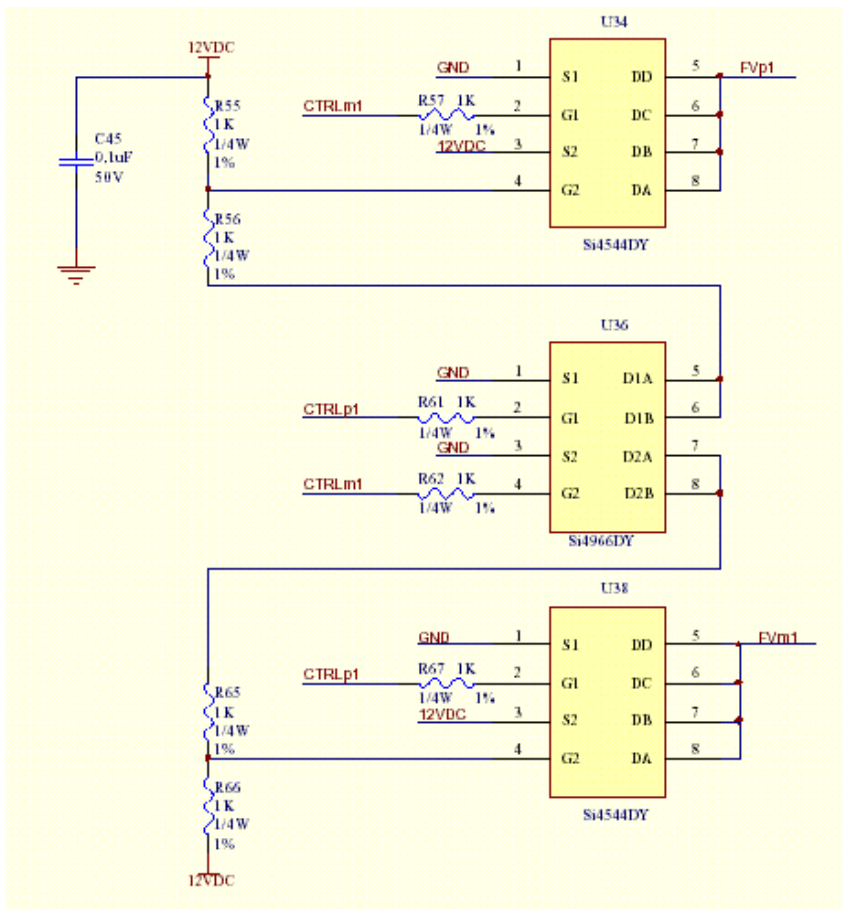 U34
12VDC
GND 1 S1 DD 5 FVp1
CTRLm1 R57 1K 2 G1 DC 6
1/4W 1%
12VDC 3 S2 DB 7
4 G2 DA 8
Si4544DY
R55
1K
1/4W
1%
C45
0.1uF
50V
R56
1K
1/4W
1%
U36
GND 1 S1 D1A 5
CTRLp1 R61 1K 2 G1 D1B 6
1/4W 1%
GND 3 S2 D2A 7
CTRLm1 R62 1K 4 G2 D2B 8
1/4W 1%
Si4966DY
U38
GND 1 S1 DD 5 FVm1
CTRLp1 R67 1K 2 G1 DC 6
1/4W 1%
12VDC 3 S2 DB 7
4 G2 DA 8
Si4544DY
R65
1K
1/4W
1%
R66
1K
1/4W
1%
12VDC